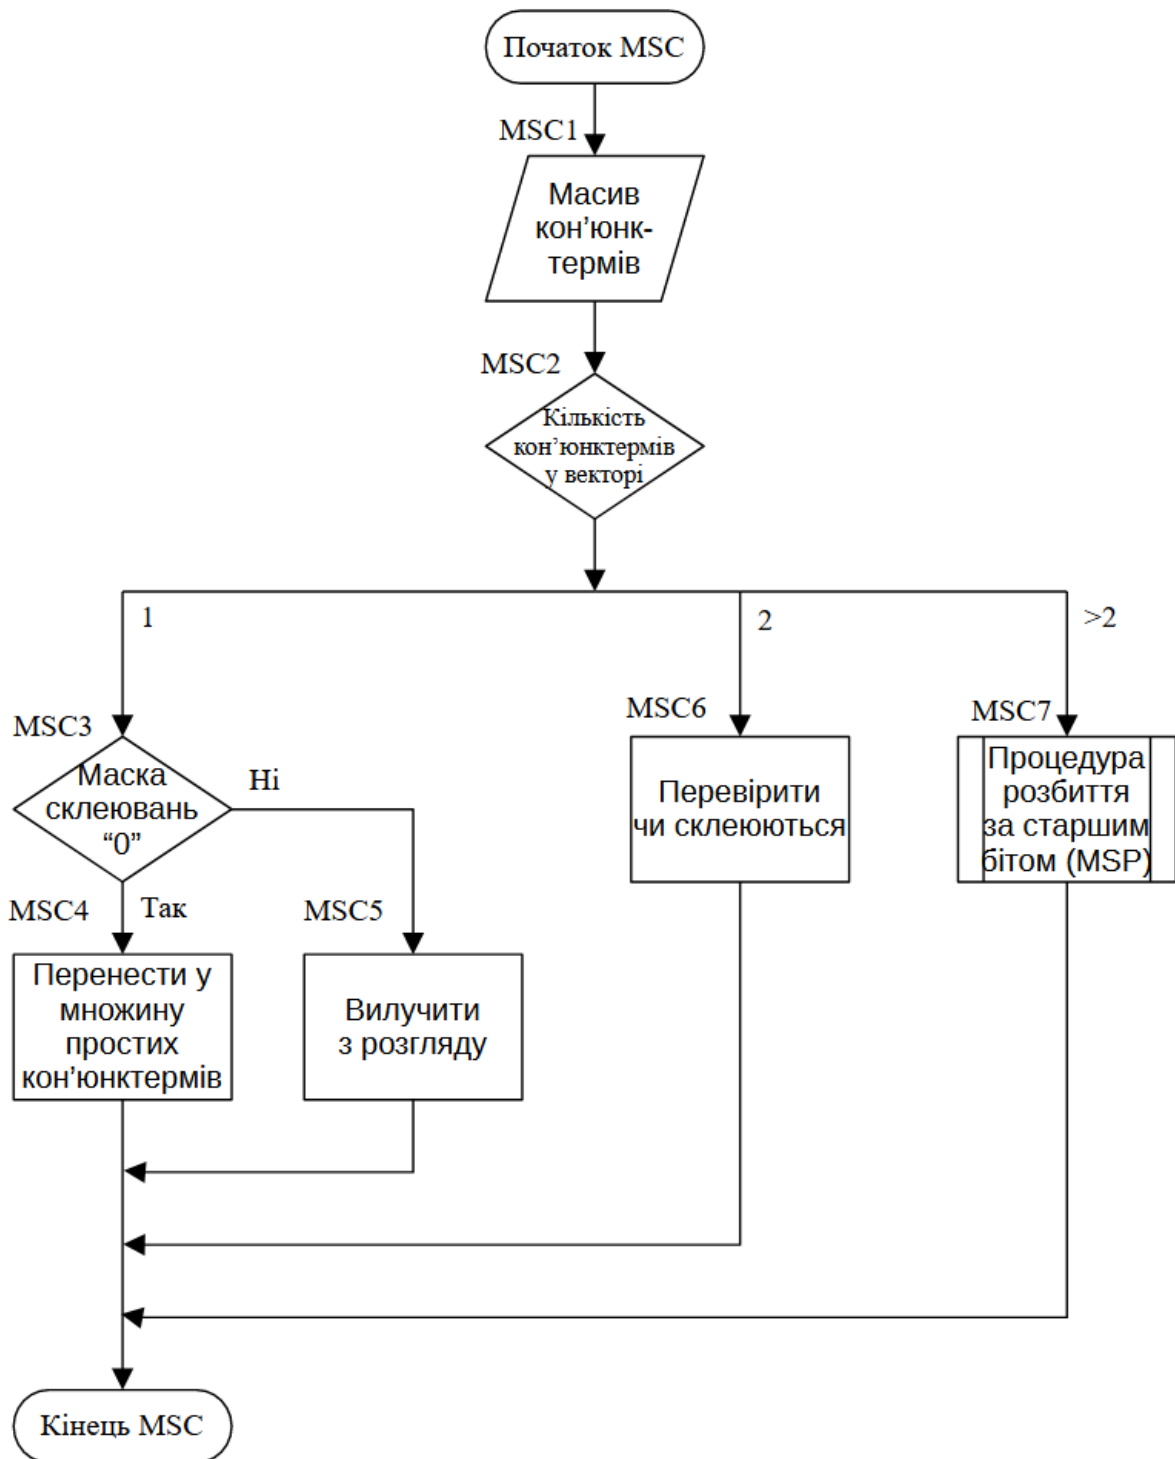 Початок MSC
MSC1
Масив
кон’юнк-
термів
MSC2
Кількість
кон’юнктермів
у векторі
1
2
>2
MSC3
Маска
склеювань
“0”
Ні
MSC6
Перевірити
чи склеюються
MSC7
Процедура
розбиття
за старшим
бітом (MSP)
MSC4
Так
MSC5
Перенести у
множину
простих
кон’юнктермів
Вилучити
з розгляду
Кінець MSC